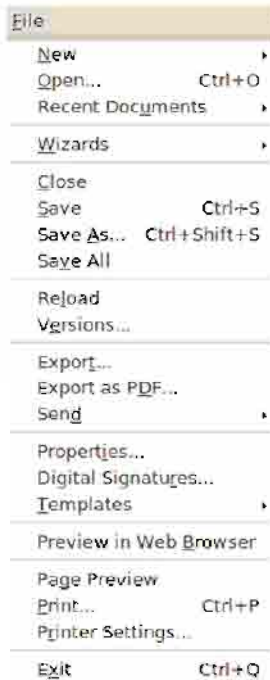 File
New
Open... Ctrl+O
Recent Documents
Wizards
Close
Save Ctrl+S
Save As... Ctrl+Shift+S
Save All
Reload
Versions...
Export...
Export as PDF...
Send
Properties...
Digital Signatures...
Templates
Preview in Web Browser
Page Preview
Print... Ctrl+P
Printer Settings...
Exit Ctrl+Q